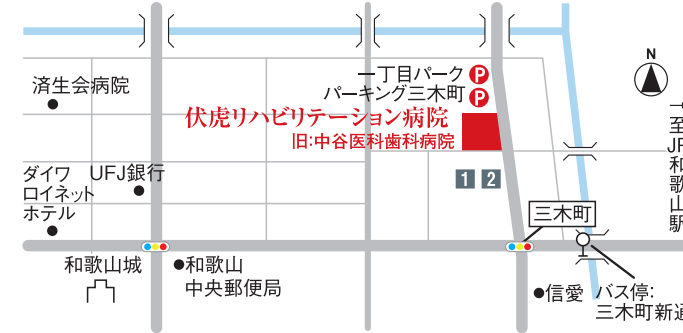 N
済生会病院
一丁目パーク P
パーキング三木町 P
伏虎リハビリテーション病院
旧:中谷医科歯科病院
至JR和歌山駅
ダイワ
ロイネット
ホテル
UFJ銀行
1 2
三木町
和歌山城
和歌山
中央郵便局
信愛
バス停:
三木町新通